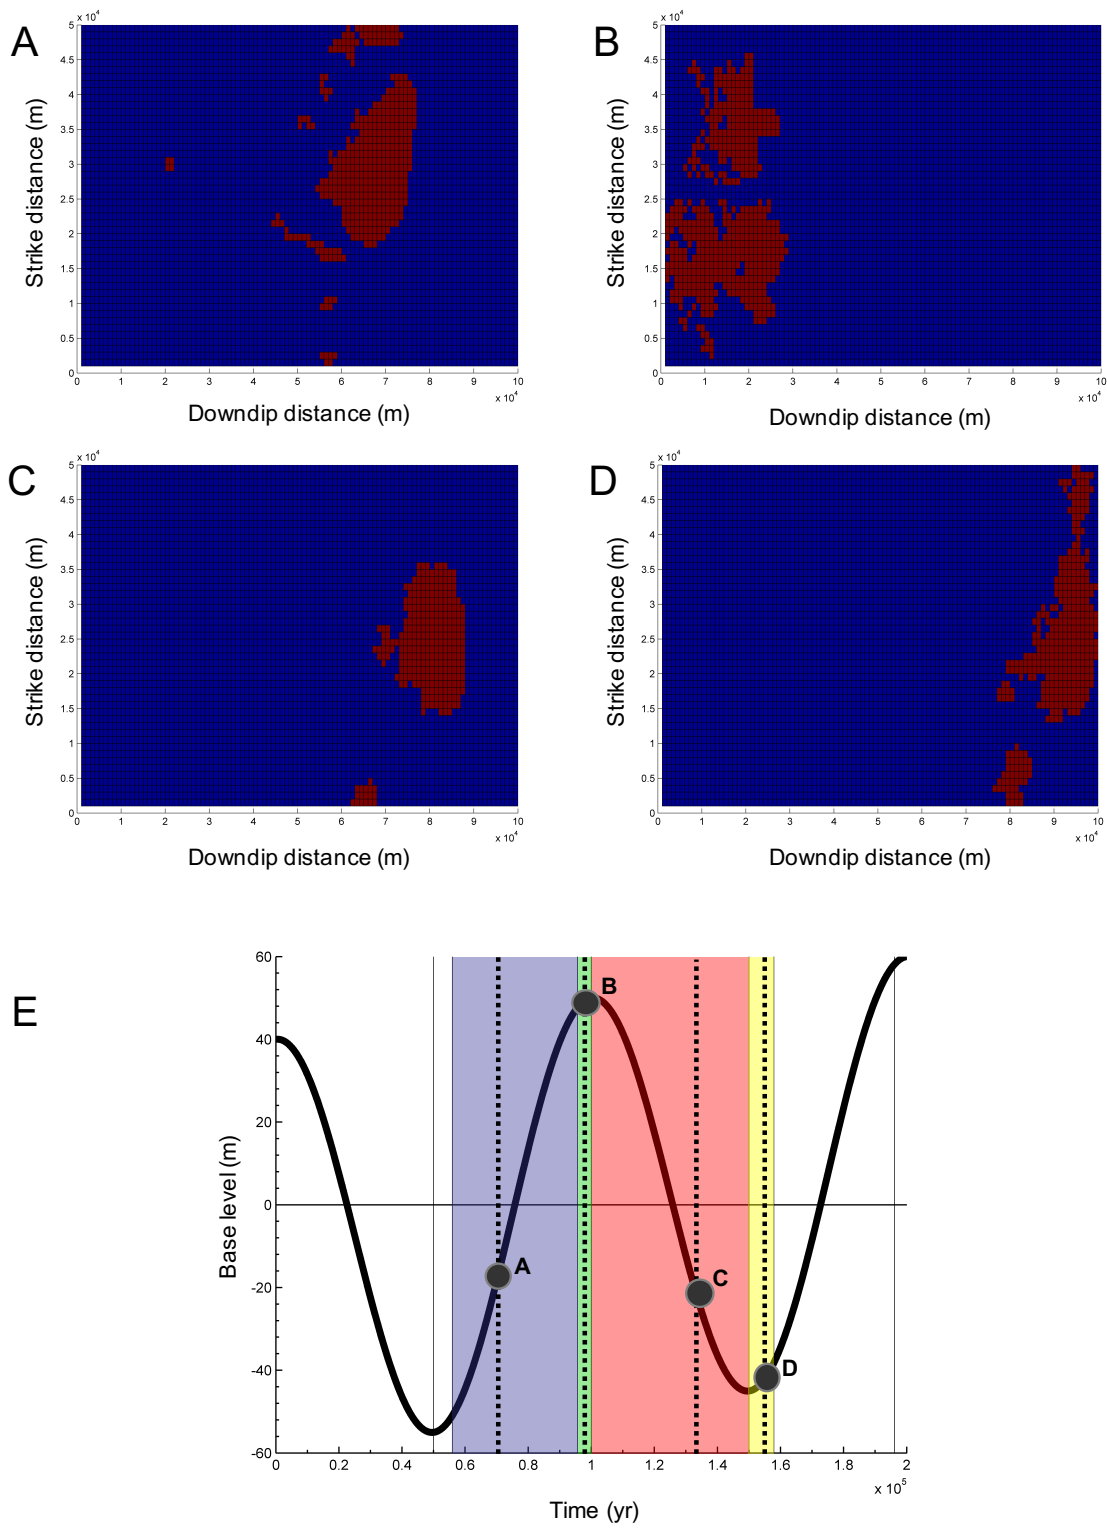 A
x 10⁴
5
4.5
4
3.5
3
2.5
2
1.5
1
0.5
0
Strike distance (m)
0 1 2 3 4 5 6 7 8 9 10
x 10⁴
Downdip distance (m)
B
x 10⁴
5
4.5
4
3.5
3
2.5
2
1.5
1
0.5
0
Strike distance (m)
0 1 2 3 4 5 6 7 8 9 10
x 10⁴
Downdip distance (m)
C
x 10⁴
5
4.5
4
3.5
3
2.5
2
1.5
1
0.5
0
Strike distance (m)
0 1 2 3 4 5 6 7 8 9 10
x 10⁴
Downdip distance (m)
D
x 10⁴
5
4.5
4
3.5
3
2.5
2
1.5
1
0.5
0
Strike distance (m)
0 1 2 3 4 5 6 7 8 9 10
x 10⁴
Downdip distance (m)
E
60
40
20
0
-20
-40
-60
Base level (m)
B
A
C
D
0 0.2 0.4 0.6 0.8 1 1.2 1.4 1.6 1.8 2
x 10⁵
Time (yr)